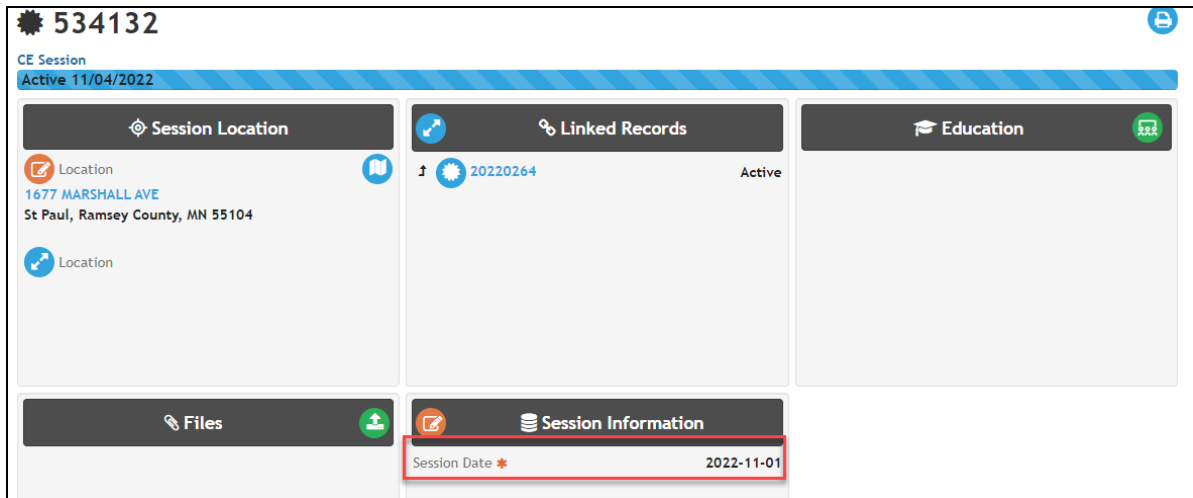 534132
CE Session
Active 11/04/2022
Session Location
Location
1677 MARSHALL AVE
St Paul, Ramsey County, MN 55104
Location
Linked Records
20220264 Active
Education
Files
Session Information
Session Date * 2022-11-01